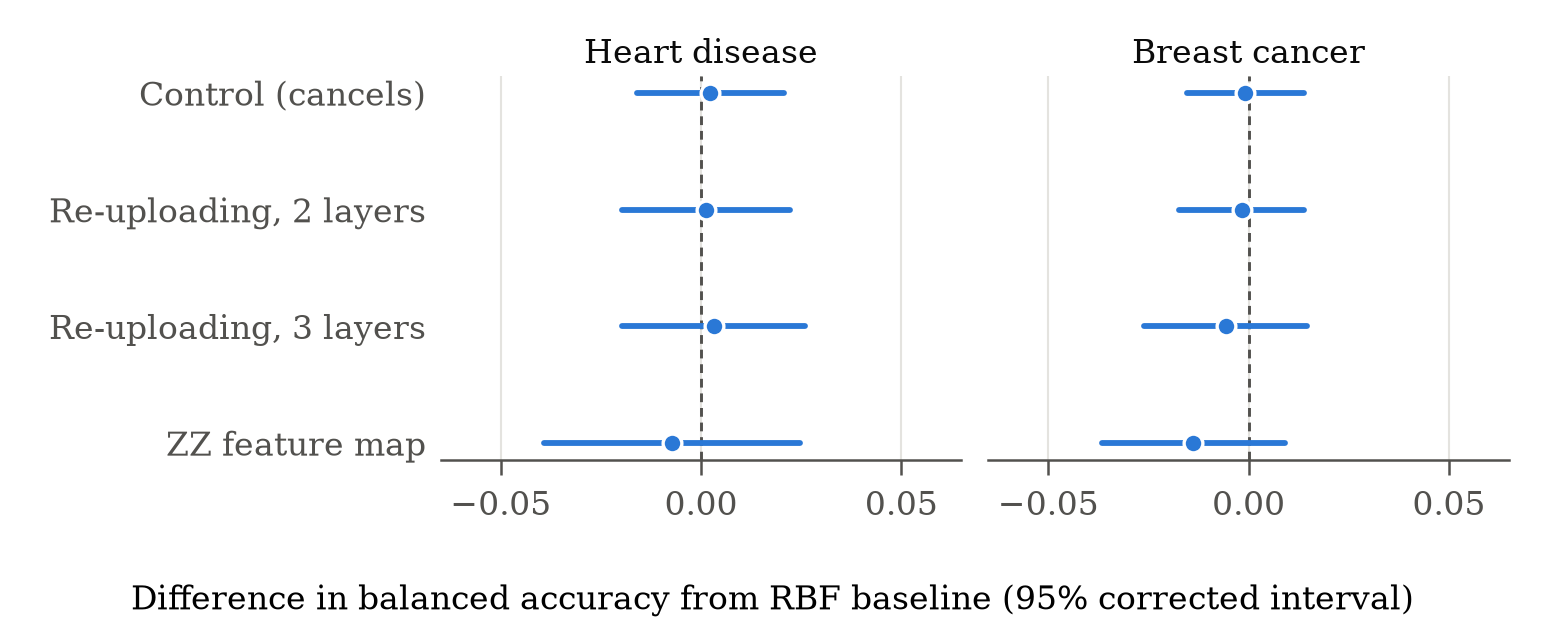 Heart disease
Breast cancer
Control (cancels)
Re-uploading, 2 layers
Re-uploading, 3 layers
ZZ feature map
−0.05 0.00 0.05
−0.05 0.00 0.05
Difference in balanced accuracy from RBF baseline (95% corrected interval)